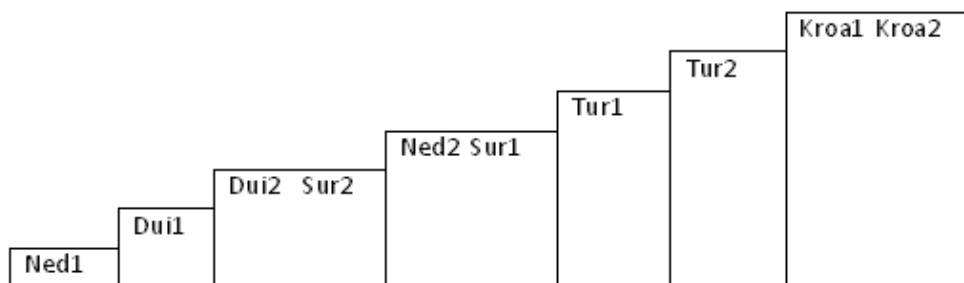 Kroa1 Kroa2
Tur2
Tur1
Ned2 Sur1
Dui2 Sur2
Dui1
Ned1